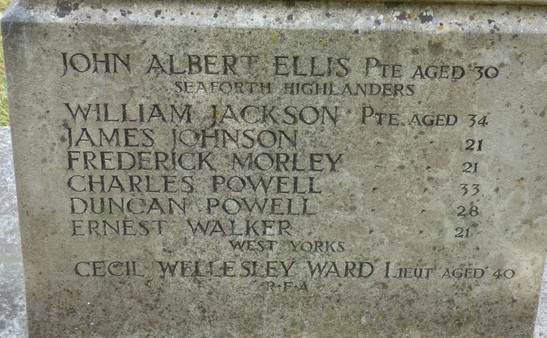 JOHN ALBERT ELLIS PTE AGED 30
SEAFORTH HIGHLANDERS
WILLIAM JACKSON PTE. AGED 34
JAMES JOHNSON " " 21
FREDERICK MORLEY " " 21
CHARLES POWELL " " 33
DUNCAN POWELL " " 28
ERNEST WALKER " " 21
WEST YORKS
CECIL WELLESLEY WARD LIEUT AGED 40
R·F·A